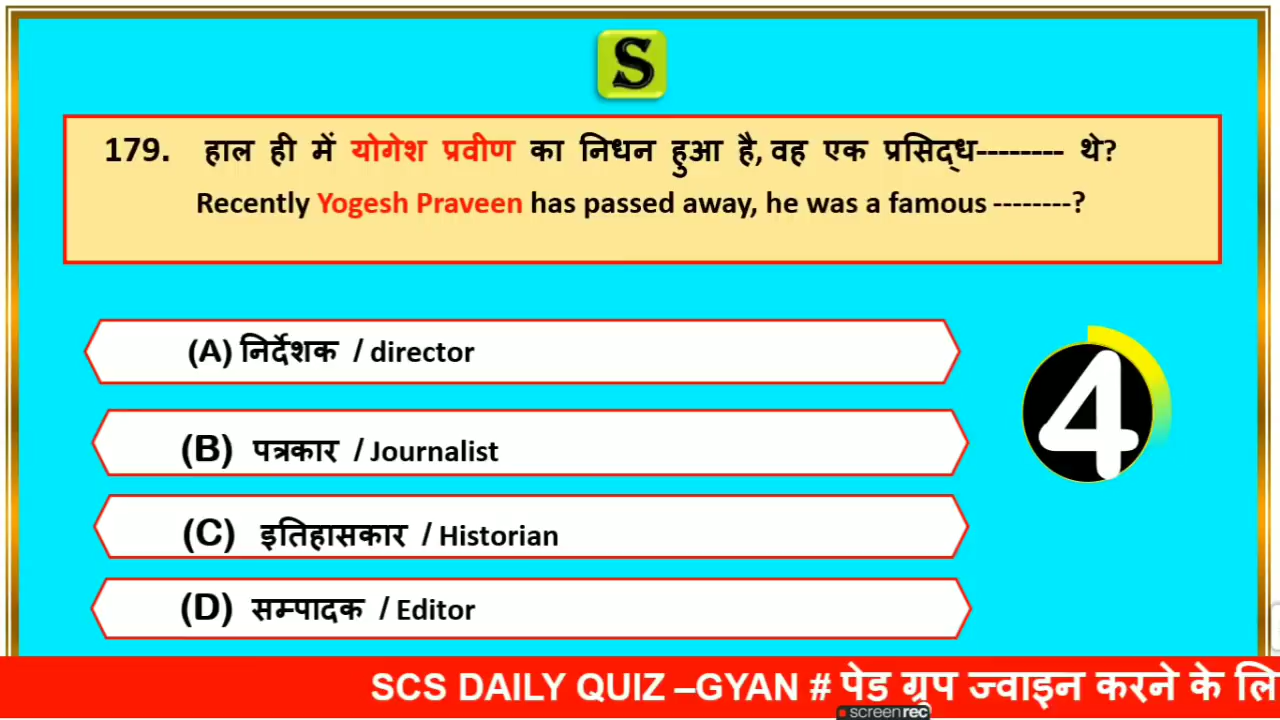 S
179. हाल ही में योगेश प्रवीण का निधन हुआ है, वह एक प्रसिद्ध-------- थे?
Recently Yogesh Praveen has passed away, he was a famous --------?
(A) निर्देशक / director
4
(B) पत्रकार / Journalist
(C) इतिहासकार / Historian
(D) सम्पादक / Editor
SCS DAILY QUIZ –GYAN # पेड ग्रुप ज्वाइन करने के लि
screenrec